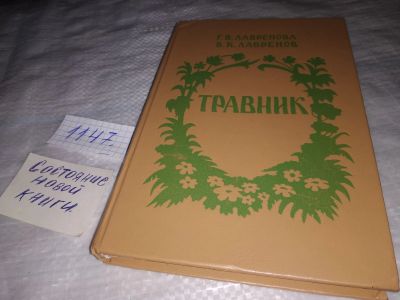 Г. В. ЛАВРЕНОВА
В. К. ЛАВРЕНОВ
ТРАВНИК
1147.
СОСТОЯНИЕ
НОВОЙ
КНИГИ.